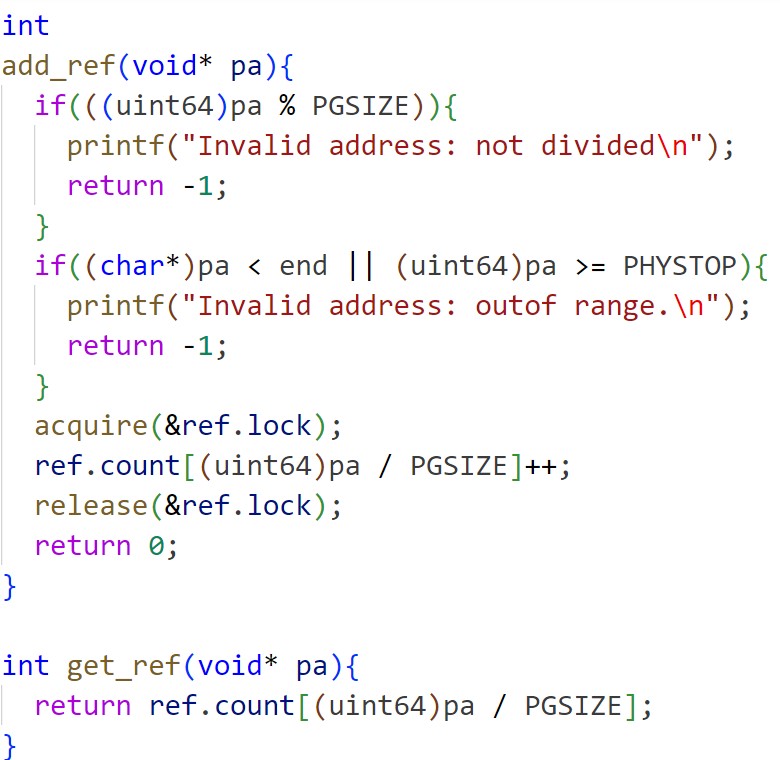 int
add_ref(void* pa){
  if(((uint64)pa % PGSIZE)){
    printf("Invalid address: not divided\n");
    return -1;
  }
  if((char*)pa < end || (uint64)pa >= PHYSTOP){
    printf("Invalid address: outof range.\n");
    return -1;
  }
  acquire(&ref.lock);
  ref.count[(uint64)pa / PGSIZE]++;
  release(&ref.lock);
  return 0;
}

int get_ref(void* pa){
  return ref.count[(uint64)pa / PGSIZE];
}